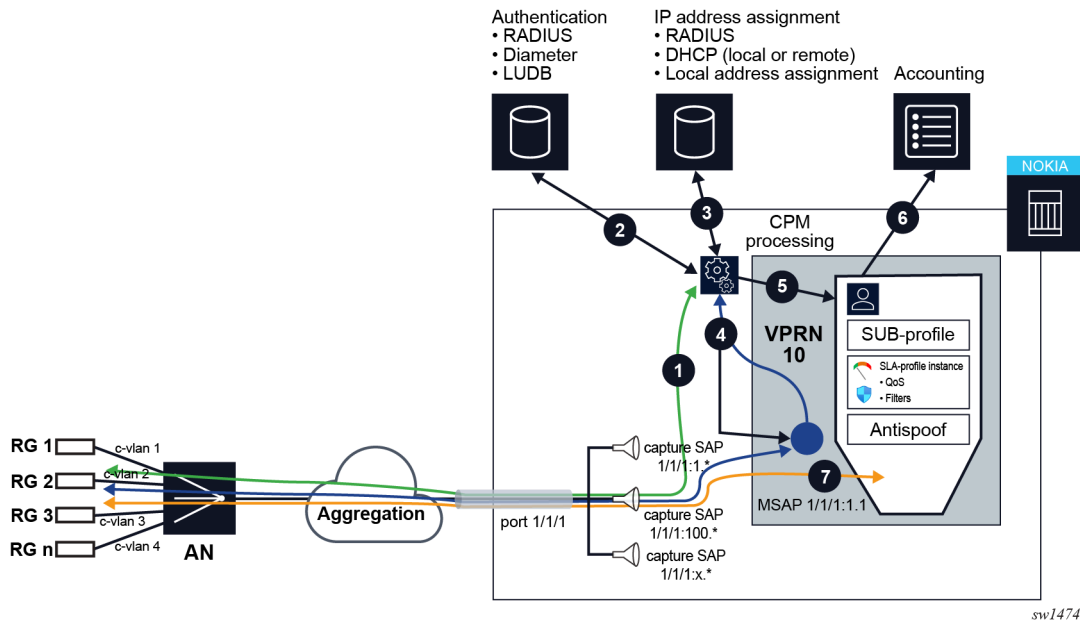 Authentication
• RADIUS
• Diameter
• LUDB
IP address assignment
• RADIUS
• DHCP (local or remote)
• Local address assignment
Accounting
NOKIA
2
3
6
CPM
processing
5
4
VPRN
10
1
SUB-profile
SLA-profile instance
• QoS
• Filters
Antispoof
RG 1
RG 2
RG 3
RG n
c-vlan 1
c-vlan 2
c-vlan 3
c-vlan 4
AN
Aggregation
port 1/1/1
capture SAP
1/1/1:1.*
capture SAP
1/1/1:100.*
capture SAP
1/1/1:x.*
7
MSAP 1/1/1:1.1
sw1474